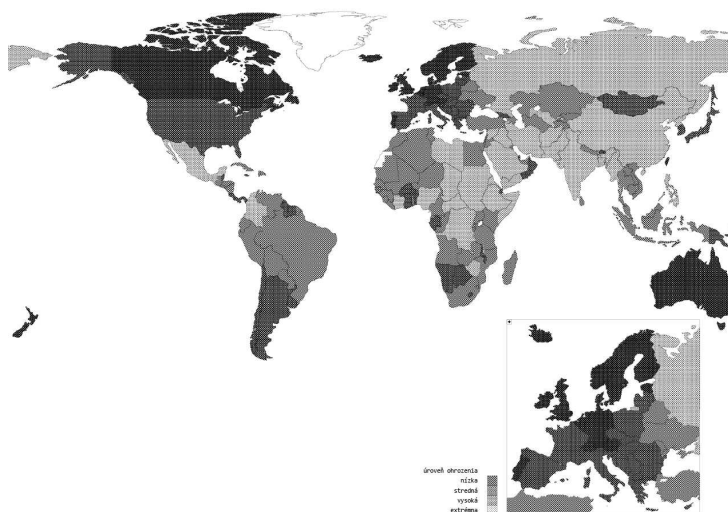 úroveň ohrozenia
nízka
stredná
vysoká
extrémna